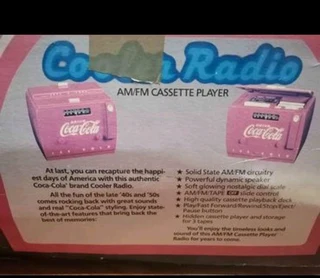 Cooler Radio
AM/FM CASSETTE PLAYER
Coca-Cola
Coca-Cola
At last, you can recapture the happi-
est days of America with this authentic
Coca-Cola® brand Cooler Radio.
All the fun of the late '40s and '50s
comes rocking back with great sounds
and real "Coca-Cola" styling. Enjoy state-
of-the-art features that bring back the
best of memories:
★ Solid State AM/FM circuitry
★ Powerful dynamic speaker
★ Soft glowing nostalgic dial scale
★ AM/FM/TAPE OFF slide control
★ High quality cassette playback deck
★ Play/Fast Forward/Rewind/Stop/Eject-
Pause button
★ Hidden cassette player and storage
for 3 tapes
You'll enjoy the timeless looks and
sound of this AM/FM Cassette Player
Radio for years to come.